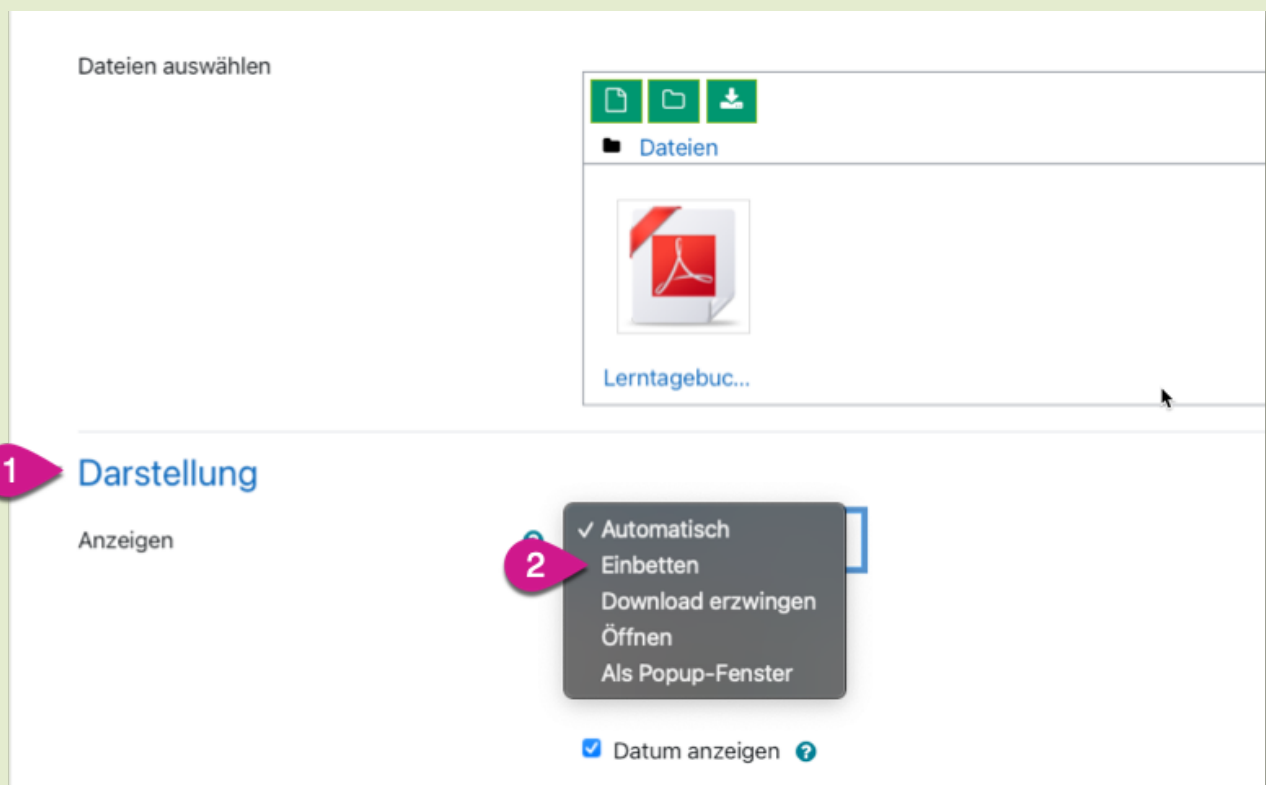 Dateien auswählen
Dateien
Lerntagebuc...
1
Darstellung
Anzeigen
✓ Automatisch
2
Einbetten
Download erzwingen
Öffnen
Als Popup-Fenster
Datum anzeigen ?